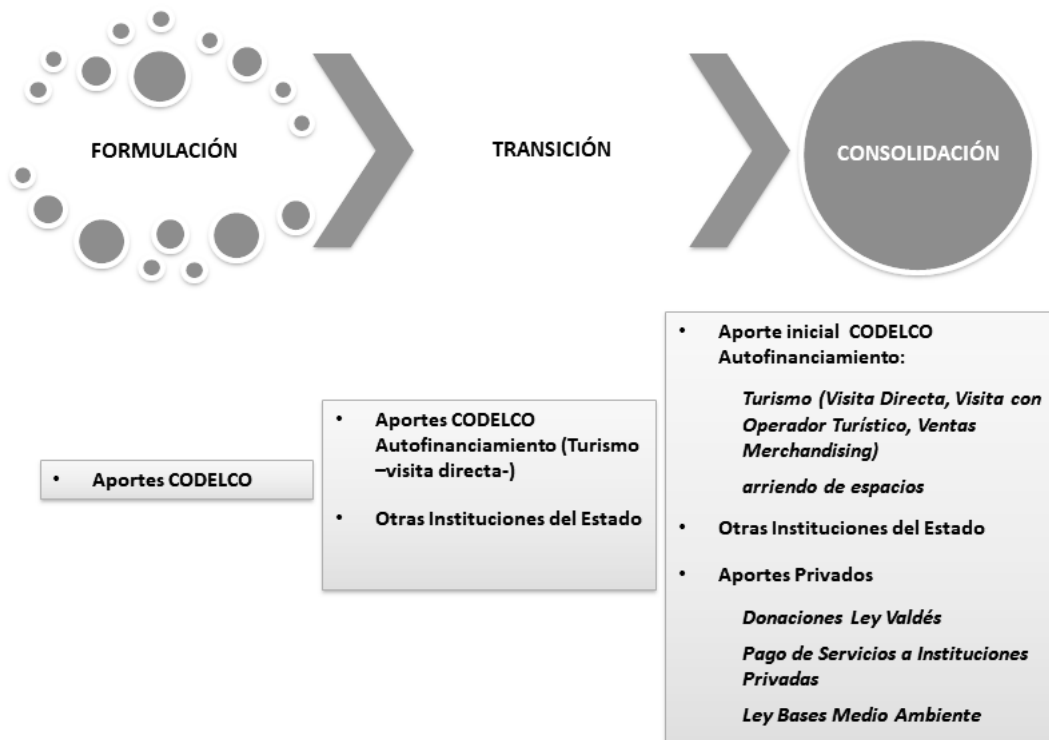 FORMULACIÓN
TRANSICIÓN
CONSOLIDACIÓN
• Aportes CODELCO
• Aportes CODELCO
Autofinanciamiento (Turismo
–visita directa-)
• Otras Instituciones del Estado
• Aporte inicial CODELCO
Autofinanciamiento:
Turismo (Visita Directa, Visita con
Operador Turístico, Ventas
Merchandising)
arriendo de espacios
• Otras Instituciones del Estado
• Aportes Privados
Donaciones Ley Valdés
Pago de Servicios a Instituciones
Privadas
Ley Bases Medio Ambiente